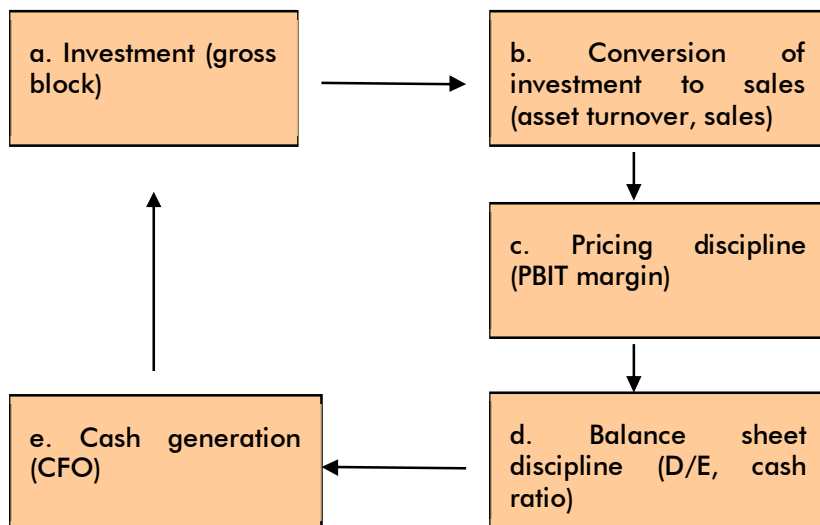 a. Investment (gross
block)
b. Conversion of
investment to sales
(asset turnover, sales)
c. Pricing discipline
(PBIT margin)
d. Balance sheet
discipline (D/E, cash
ratio)
e. Cash generation
(CFO)